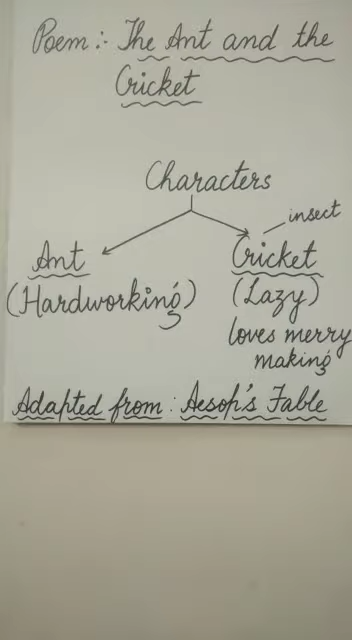 Poem :- The Ant and the
Cricket
Characters
insect
Ant
Cricket
(Hardworking)
(Lazy)
loves merry
making
Adapted from : Aesop's Fable